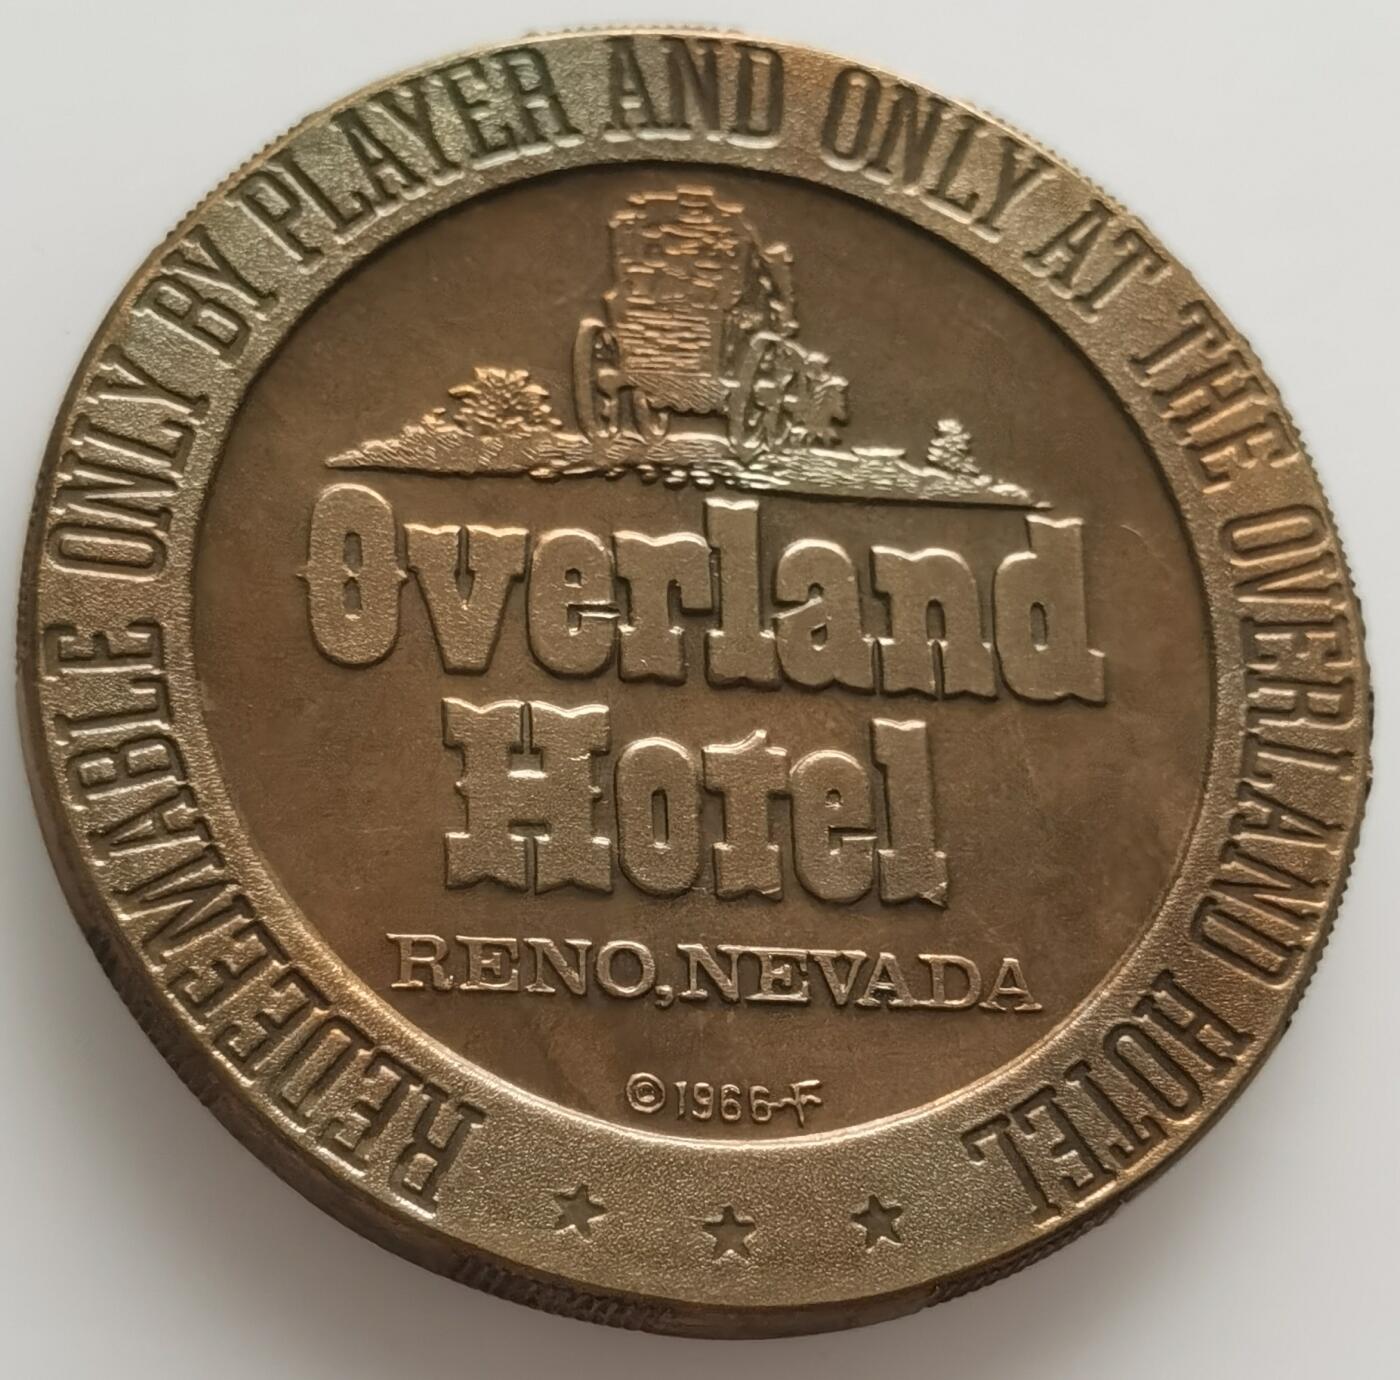 REDEEMABLE ONLY BY PLAYER AND ONLY AT THE OVERLAND HOTEL
Overland
Hotel
RENO, NEVADA
© 1966 F